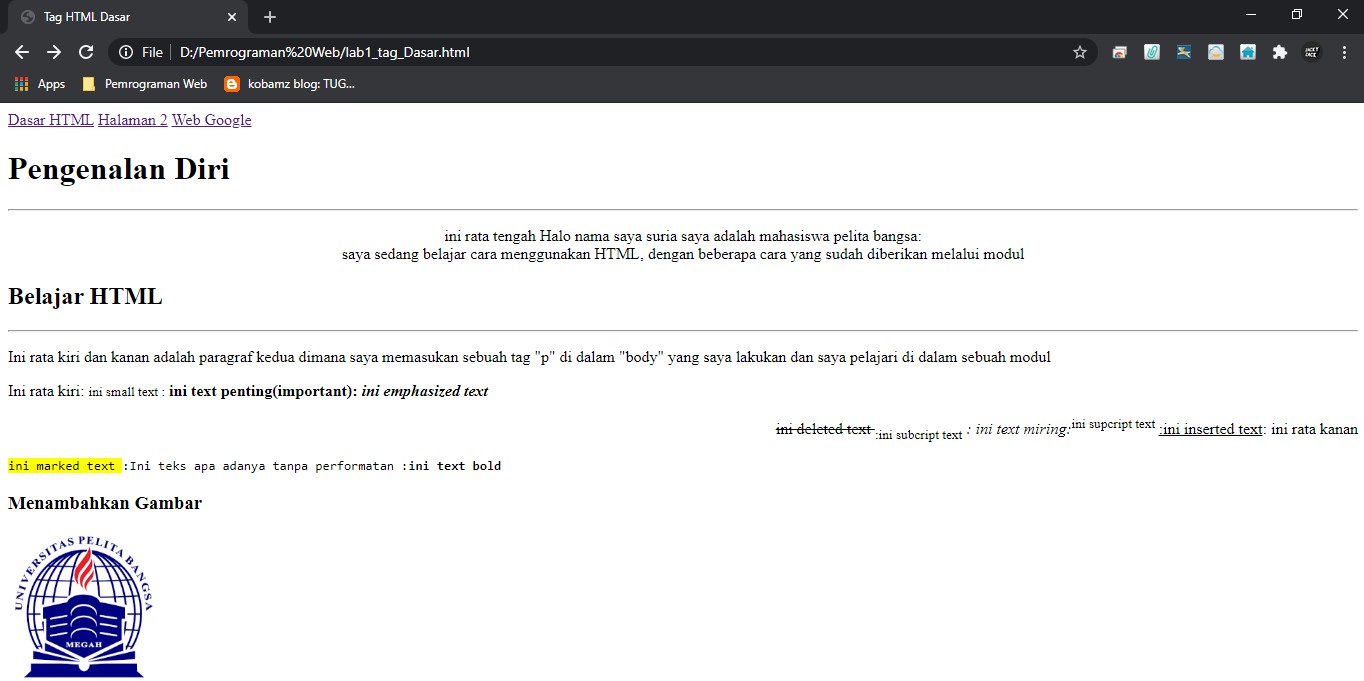 Tag HTML Dasar
File D:/Pemrograman%20Web/lab1_tag_Dasar.html
Apps Pemrograman Web kobamz blog: TUG...
Dasar HTML Halaman 2 Web Google
Pengenalan Diri
ini rata tengah Halo nama saya suria saya adalah mahasiswa pelita bangsa:
saya sedang belajar cara menggunakan HTML, dengan beberapa cara yang sudah diberikan melalui modul
Belajar HTML
Ini rata kiri dan kanan adalah paragraf kedua dimana saya memasukan sebuah tag "p" di dalam "body" yang saya lakukan dan saya pelajari di dalam sebuah modul
Ini rata kiri: ini small text : ini text penting(important): ini emphasized text
ini deleted text :ini subcript text : ini text miring:ini supcript text :ini inserted text: ini rata kanan
ini marked text :Ini teks apa adanya tanpa performatan :ini text bold
Menambahkan Gambar
UNIVERSITAS PELITA BANGSA
MEGAH